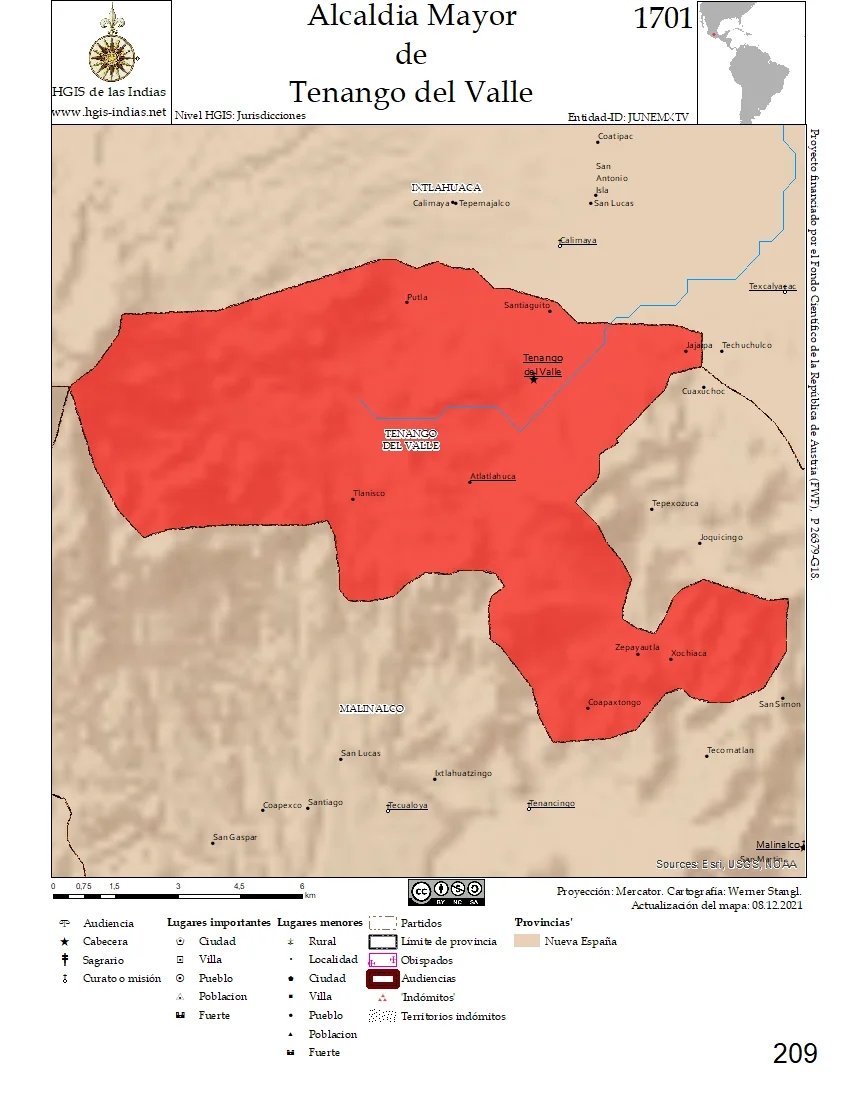 Alcaldia Mayor
de
Tenango del Valle
1701
HGIS de las Indias
www.hgis-indias.net
Nivel HGIS: Jurisdicciones
Entidad-ID: JUNEMXTV
Proyecto financiado por el Fondo Científico de la República de Austria (FWF), P 26379-G18.
Coatipac
San
Antonio
Isla
IXTLAHUACA
Calimaya Tepemajalco
San Lucas
Calimaya
Texcalyacac
Putla
Santiaguito
Jajalpa
Techuchulco
Tenango
del Valle
Cuaxuchoc
TENANGO
DEL VALLE
Atlatlahuca
Tlanisco
Tepexozuca
Joquicingo
Zepayautla
Xochiaca
Coapaxtongo
San Simon
MALINALCO
Tecomatlan
San Lucas
Ixtlahuatzingo
Coapexco
Santiago
Tecualoya
Tenancingo
San Gaspar
Malinalco
San Martin
Sources: Esri, USGS, NOAA
0 0,75 1,5 3 4,5 6
km
CC BY NC SA
Proyección: Mercator. Cartografía: Werner Stangl.
Actualización del mapa: 08.12.2021
Audiencia
Cabecera
Sagrario
Curato o misión
Lugares importantes
Ciudad
Villa
Pueblo
Poblacion
Fuerte
Lugares menores
Rural
Localidad
Ciudad
Villa
Pueblo
Poblacion
Fuerte
Partidos
Límite de provincia
Obispados
Audiencias
'Indómitos'
Territorios indómitos
'Provincias'
Nueva España
209